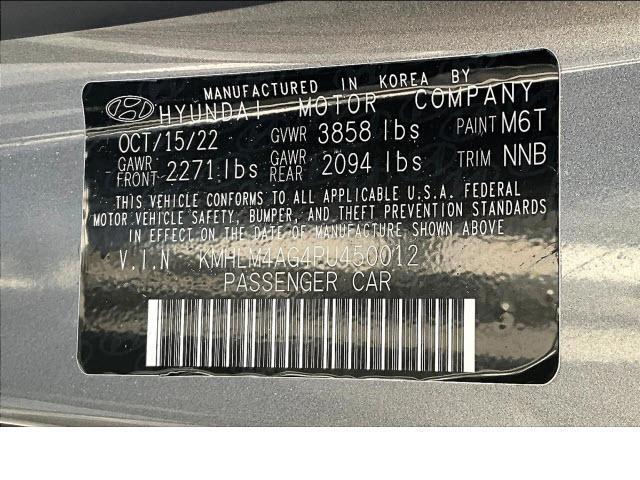 MANUFACTURED IN KOREA BY
HYUNDAI MOTOR COMPANY
OCT/15/22 GVWR 3858 lbs PAINT M6T
GAWR FRONT 2271 lbs GAWR REAR 2094 lbs TRIM NNB
THIS VEHICLE CONFORMS TO ALL APPLICABLE U.S.A. FEDERAL
MOTOR VEHICLE SAFETY, BUMPER, AND THEFT PREVENTION STANDARDS
IN EFFECT ON THE DATE OF MANUFACTURE, SHOWN ABOVE
V.I.N KMHLM4AG4PU450012
PASSENGER CAR